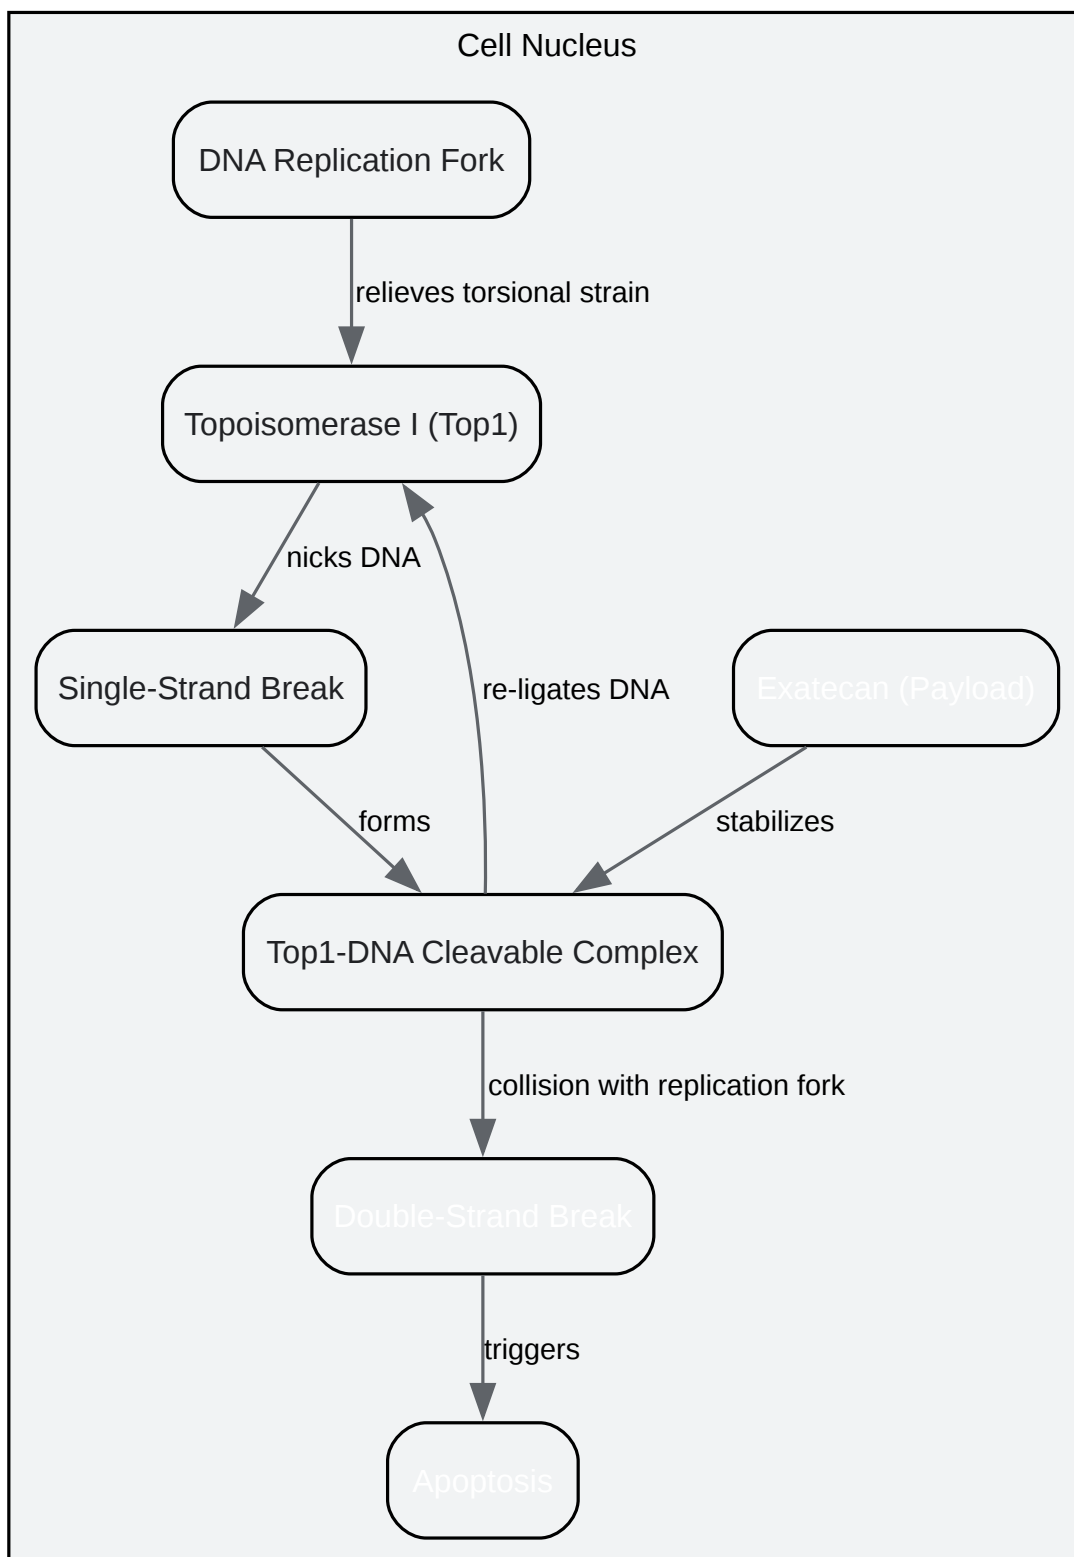 Cell Nucleus
DNA Replication Fork
relieves torsional strain
Topoisomerase I (Top1)
nicks DNA
Single-Strand Break
re-ligates DNA
Exatecan (Payload)
forms
stabilizes
Top1-DNA Cleavable Complex
collision with replication fork
Double-Strand Break
triggers
Apoptosis